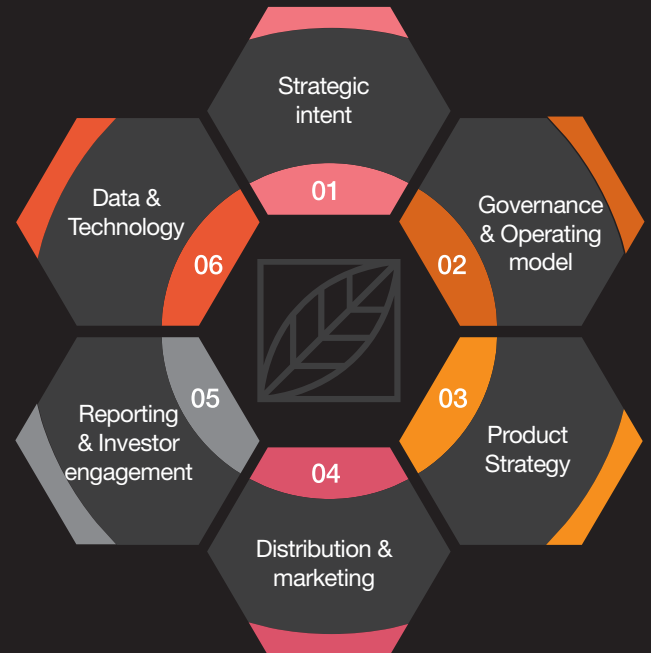 Strategic
intent
01
Governance
& Operating
model
02
03
Product
Strategy
04
Distribution &
marketing
05
Reporting
& Investor
engagement
Data &
Technology
06